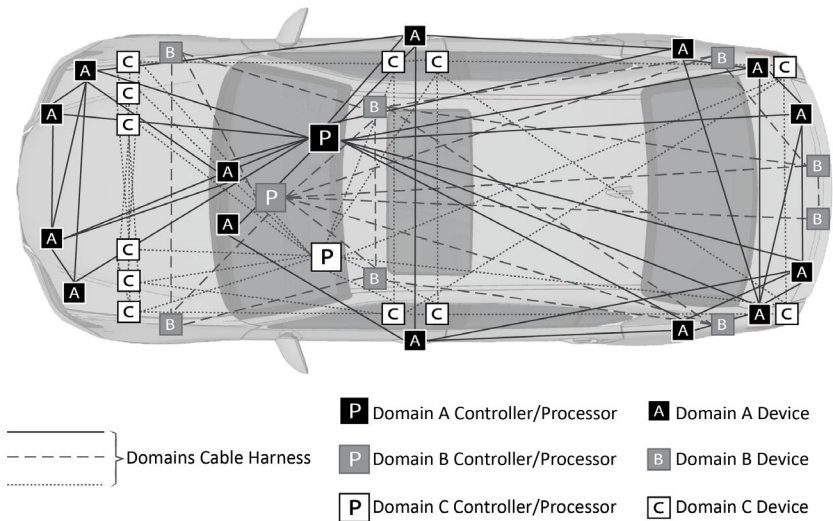 A
A
B
C
C
C
A
B
C
C
A
C
A
B
A
C
P
A
B
A
P
B
A
A
C
P
C
B
C
A
A
C
B
C
C
A
B
A
C
A
B
P Domain A Controller/Processor
A Domain A Device
Domains Cable Harness
P Domain B Controller/Processor
B Domain B Device
P Domain C Controller/Processor
C Domain C Device